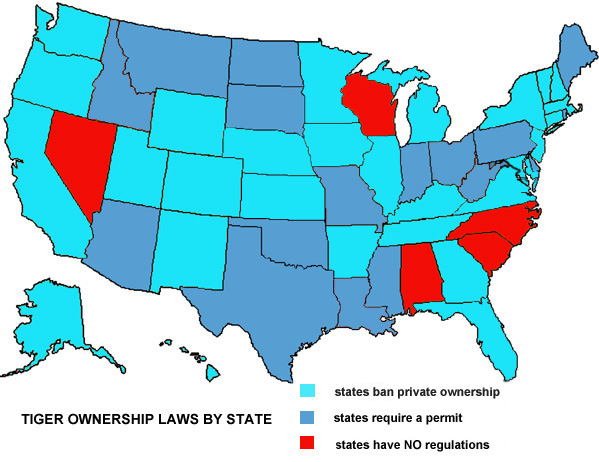 states ban private ownership
TIGER OWNERSHIP LAWS BY STATE
states require a permit
states have NO regulations